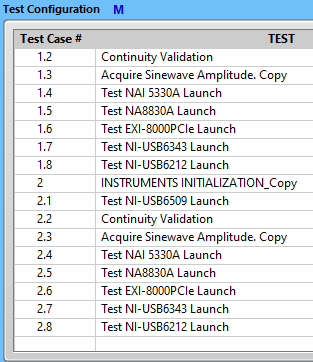 Test Configuration M
Test Case # TEST
1.2 Continuity Validation
1.3 Acquire Sinewave Amplitude. Copy
1.4 Test NAI 5330A Launch
1.5 Test NA8830A Launch
1.6 Test EXI-8000PCIe Launch
1.7 Test NI-USB6343 Launch
1.8 Test NI-USB6212 Launch
2 INSTRUMENTS INITIALIZATION_Copy
2.1 Test NI-USB6509 Launch
2.2 Continuity Validation
2.3 Acquire Sinewave Amplitude. Copy
2.4 Test NAI 5330A Launch
2.5 Test NA8830A Launch
2.6 Test EXI-8000PCIe Launch
2.7 Test NI-USB6343 Launch
2.8 Test NI-USB6212 Launch